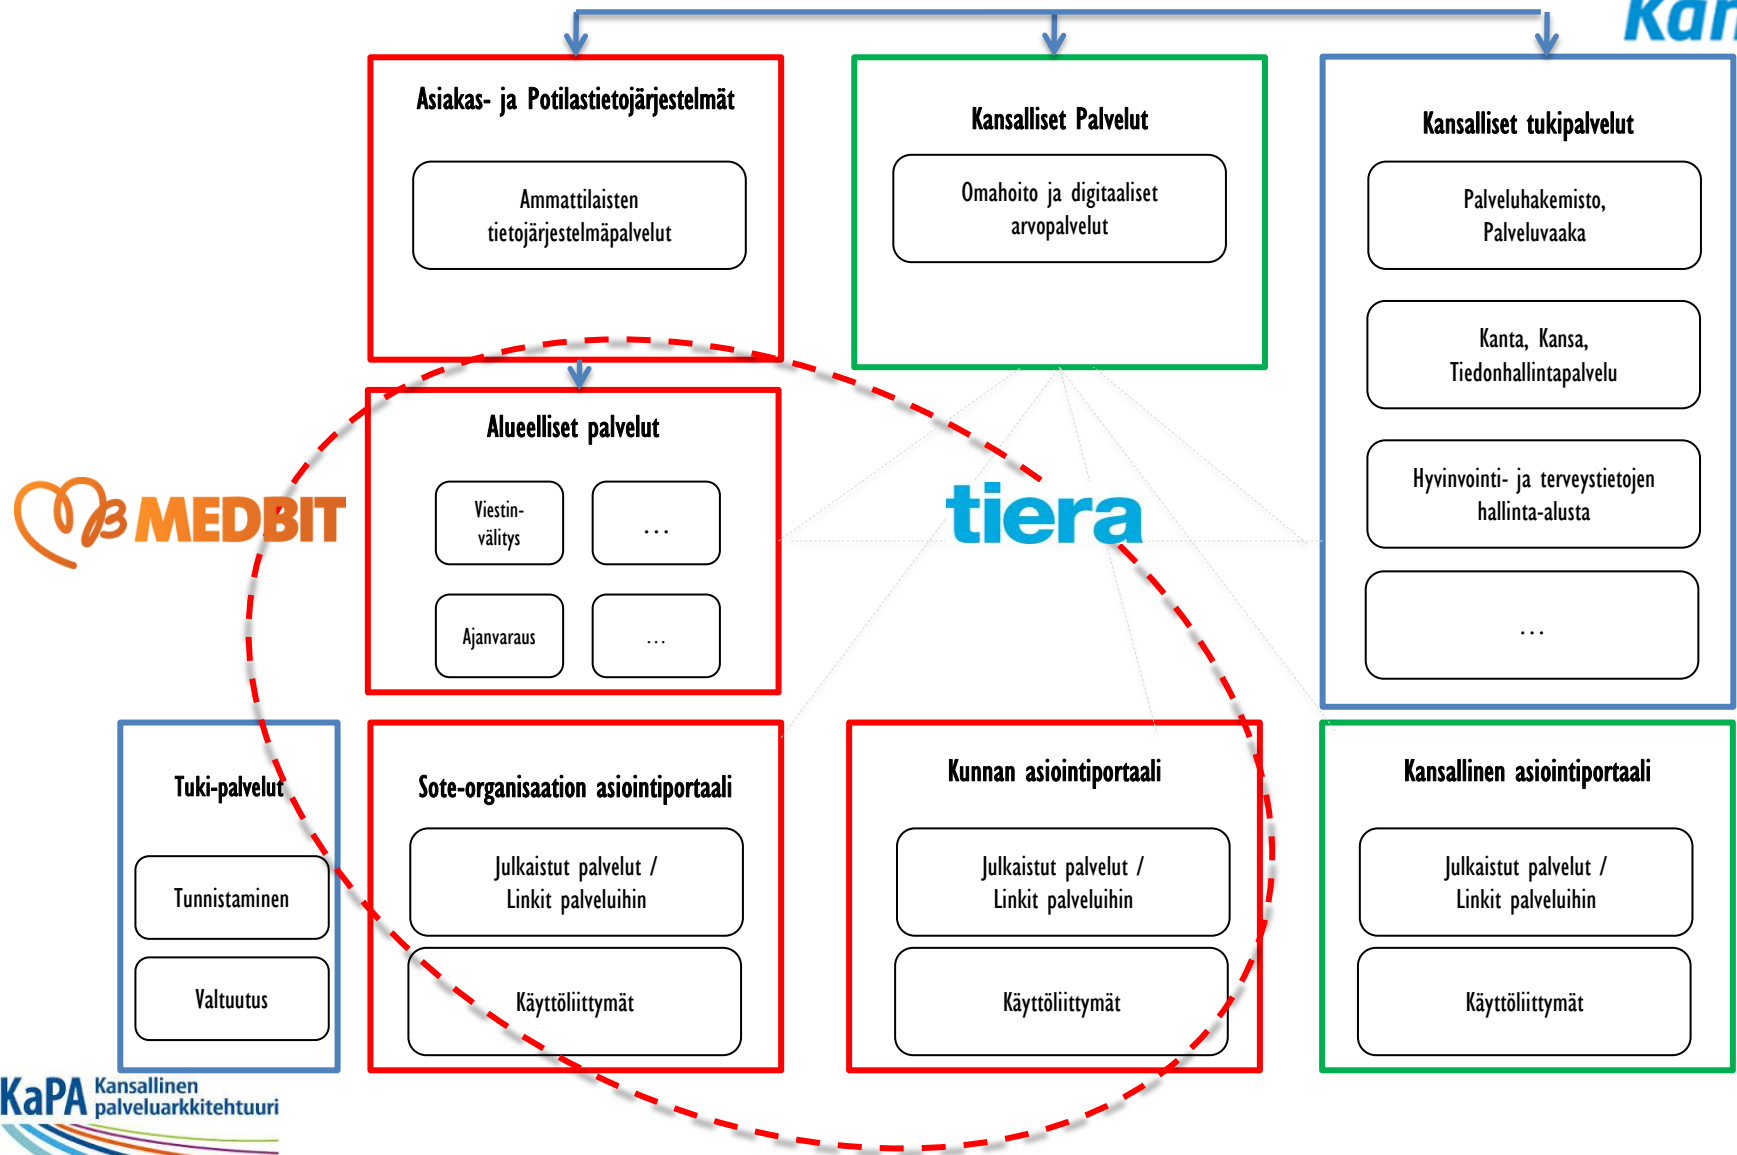 Kan
Asiakas- ja Potilastietojärjestelmät
Ammattilaisten
tietojärjestelmäpalvelut
Kansalliset Palvelut
Omahoito ja digitaaliset
arvopalvelut
Kansalliset tukipalvelut
Palveluhakemisto,
Palveluvaaka
Kanta, Kansa,
Tiedonhallintapalvelu
Hyvinvointi- ja terveystietojen
hallinta-alusta
...
Alueelliset palvelut
Viestin-
välitys
...
Ajanvaraus
...
MEDBIT
tiera
Tuki-palvelut
Tunnistaminen
Valtuutus
Sote-organisaation asiointiportaali
Julkaistut palvelut /
Linkit palveluihin
Käyttöliittymät
Kunnan asiointiportaali
Julkaistut palvelut /
Linkit palveluihin
Käyttöliittymät
Kansallinen asiointiportaali
Julkaistut palvelut /
Linkit palveluihin
Käyttöliittymät
KaPA Kansallinen
palveluarkkitehtuuri